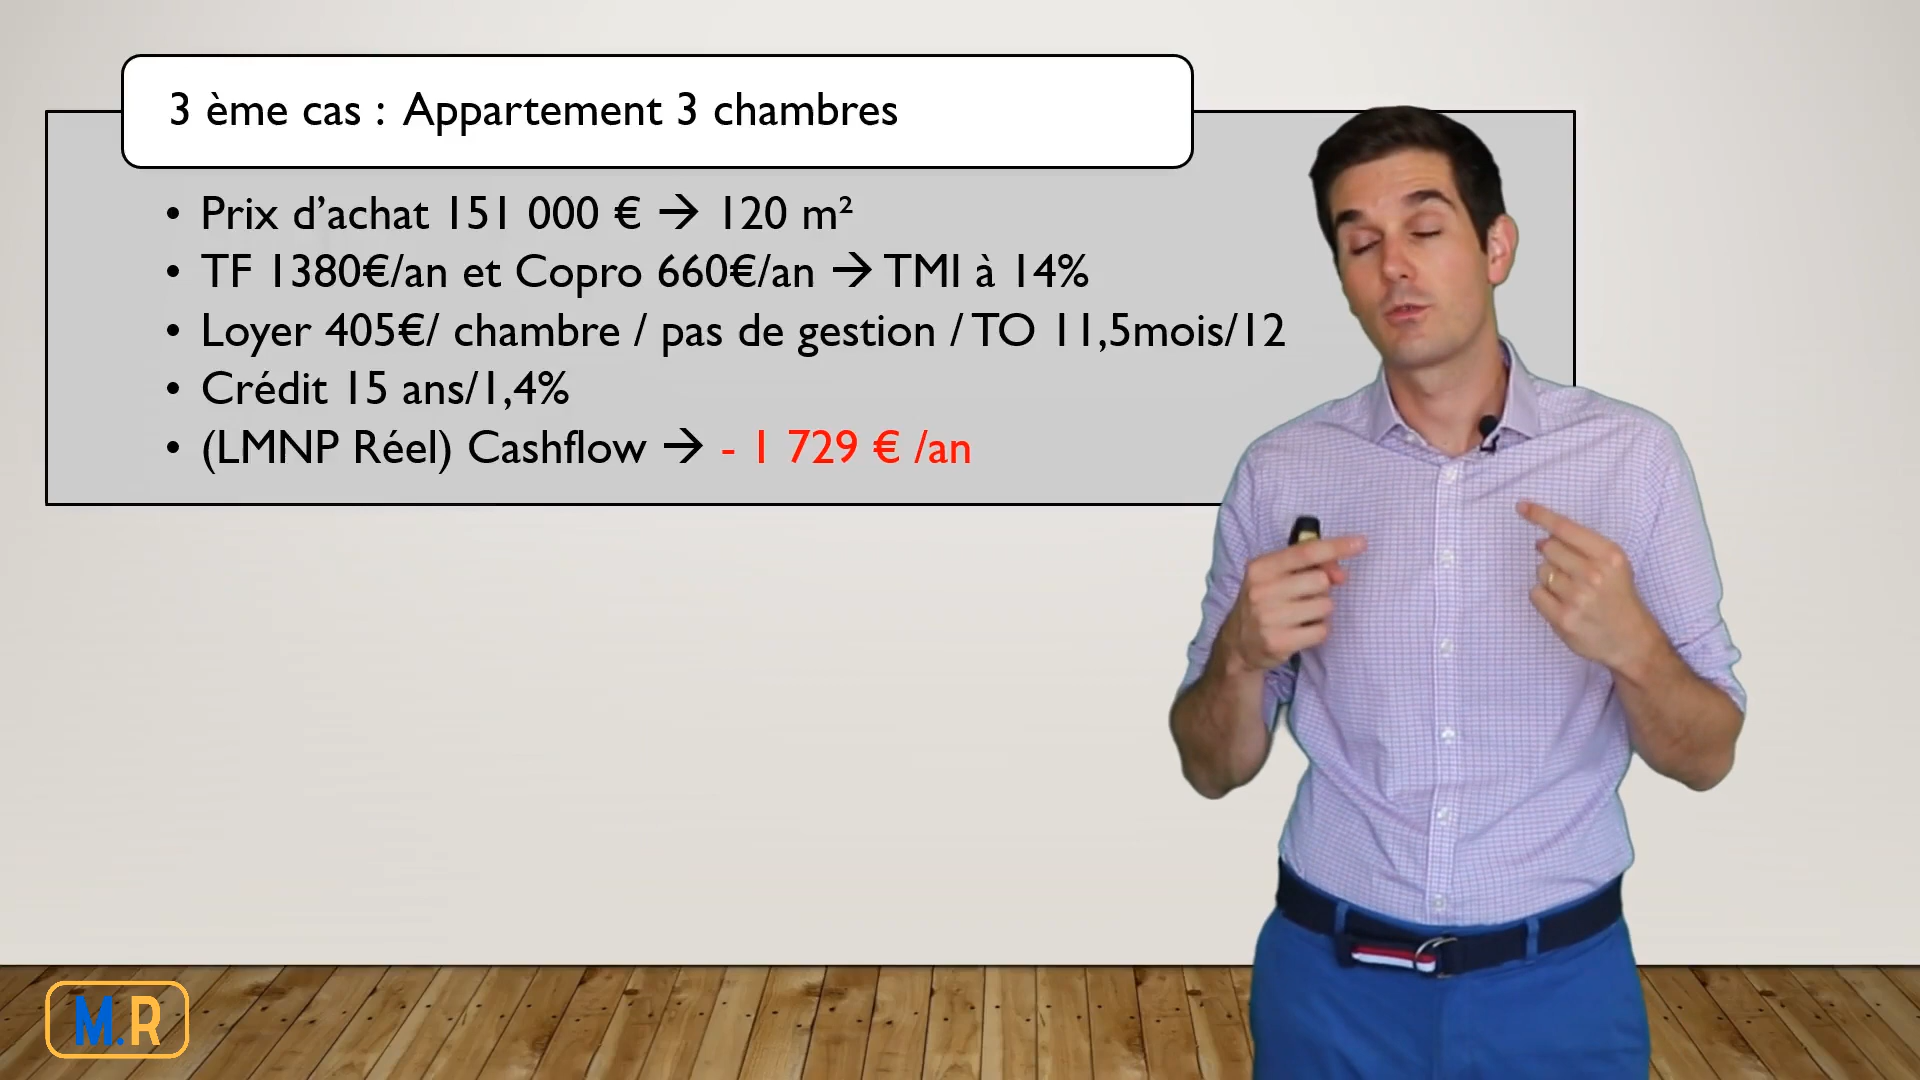 3 ème cas : Appartement 3 chambres
• Prix d’achat 151 000 € → 120 m²
• TF 1380€/an et Copro 660€/an → TMI à 14%
• Loyer 405€/ chambre / pas de gestion / TO 11,5mois/12
• Crédit 15 ans/1,4%
• (LMNP Réel) Cashflow → - 1 729 € /an
M.R